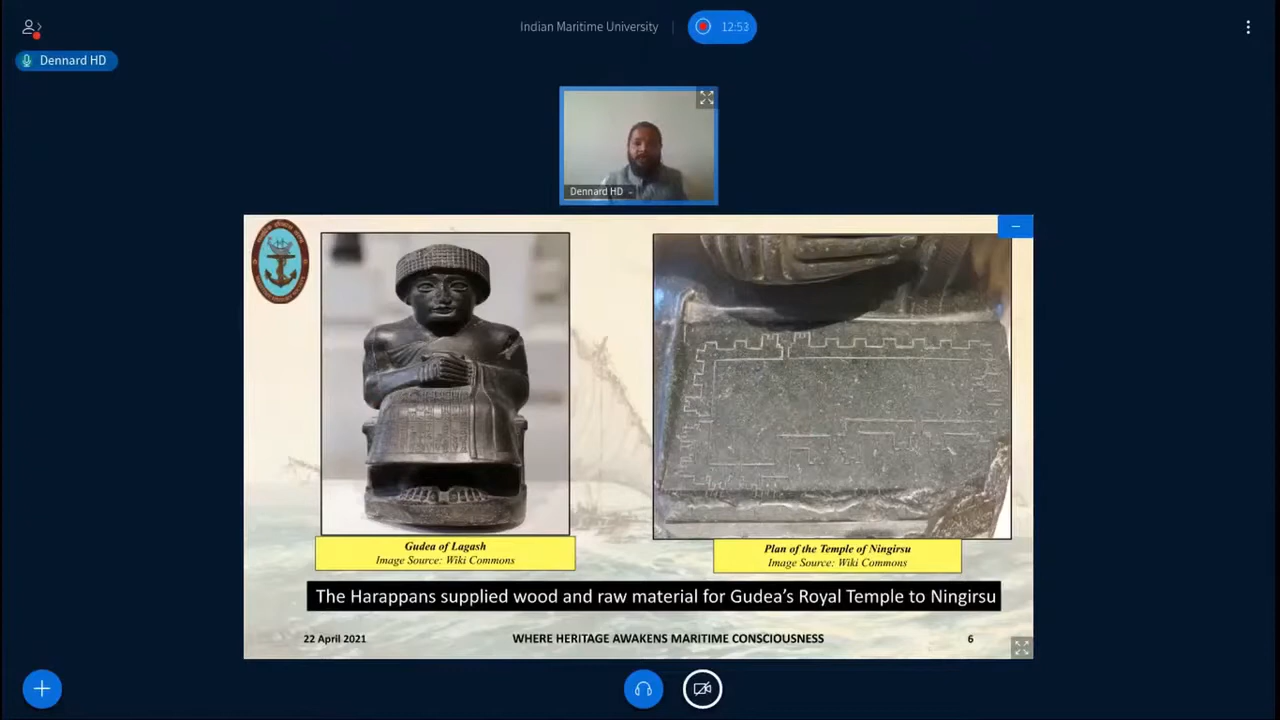 Indian Maritime University
12:53
Dennard HD
Dennard HD
Gudea of Lagash
Image Source: Wiki Commons
Plan of the Temple of Ningirsu
Image Source: Wiki Commons
The Harappans supplied wood and raw material for Gudea's Royal Temple to Ningirsu
22 April 2021
WHERE HERITAGE AWAKENS MARITIME CONSCIOUSNESS
6